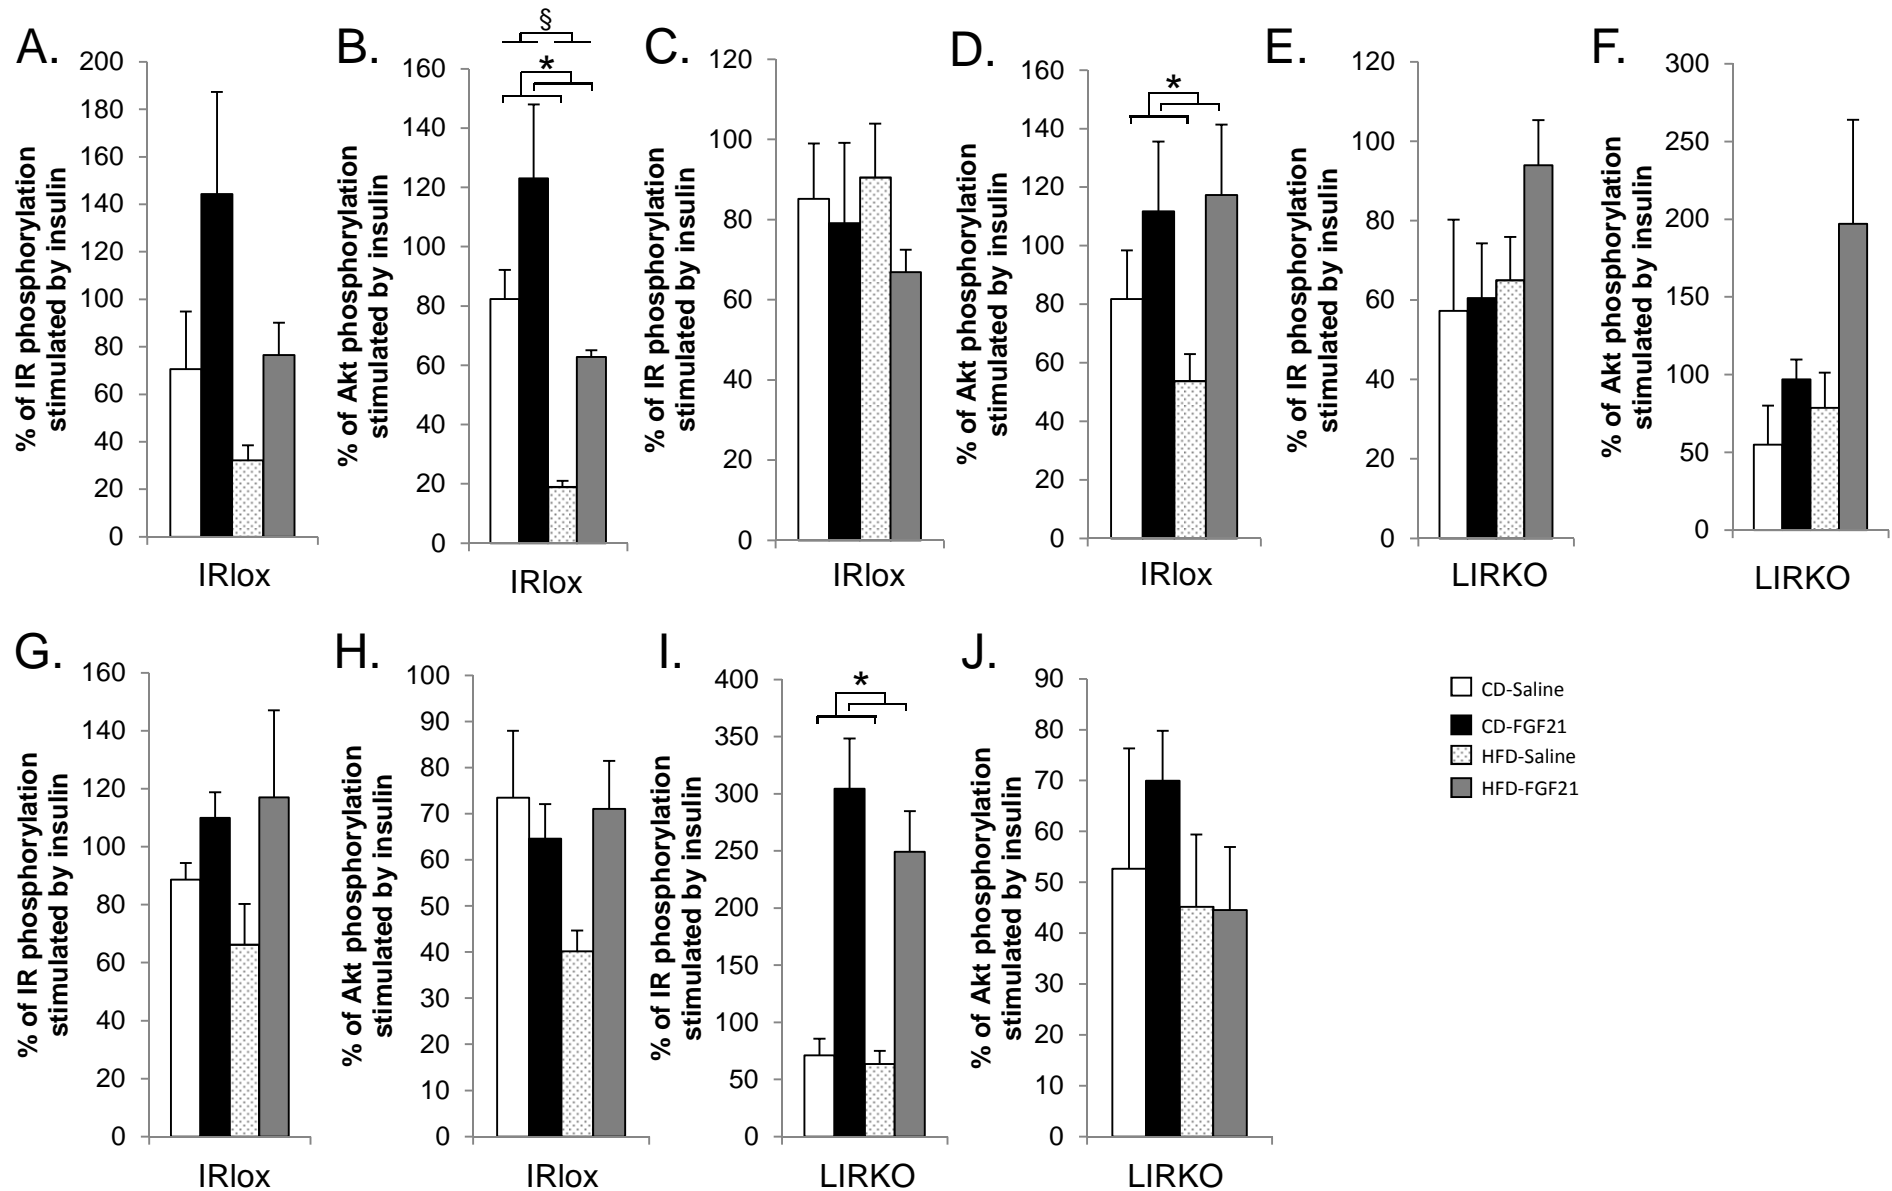 A.
% of IR phosphorylation
stimulated by insulin
200
180
160
140
120
100
80
60
40
20
0
IRlox
B.
% of Akt phosphorylation
stimulated by insulin
§
*
160
140
120
100
80
60
40
20
0
IRlox
C.
% of IR phosphorylation
stimulated by insulin
120
100
80
60
40
20
0
IRlox
D.
% of Akt phosphorylation
stimulated by insulin
*
160
140
120
100
80
60
40
20
0
IRlox
E.
% of IR phosphorylation
stimulated by insulin
120
100
80
60
40
20
0
LIRKO
F.
% of Akt phosphorylation
stimulated by insulin
300
250
200
150
100
50
0
LIRKO
G.
% of IR phosphorylation
stimulated by insulin
160
140
120
100
80
60
40
20
0
IRlox
H.
% of Akt phosphorylation
stimulated by insulin
100
90
80
70
60
50
40
30
20
10
0
IRlox
I.
% of IR phosphorylation
stimulated by insulin
*
400
350
300
250
200
150
100
50
0
LIRKO
J.
% of Akt phosphorylation
stimulated by insulin
90
80
70
60
50
40
30
20
10
0
LIRKO
CD-Saline
CD-FGF21
HFD-Saline
HFD-FGF21